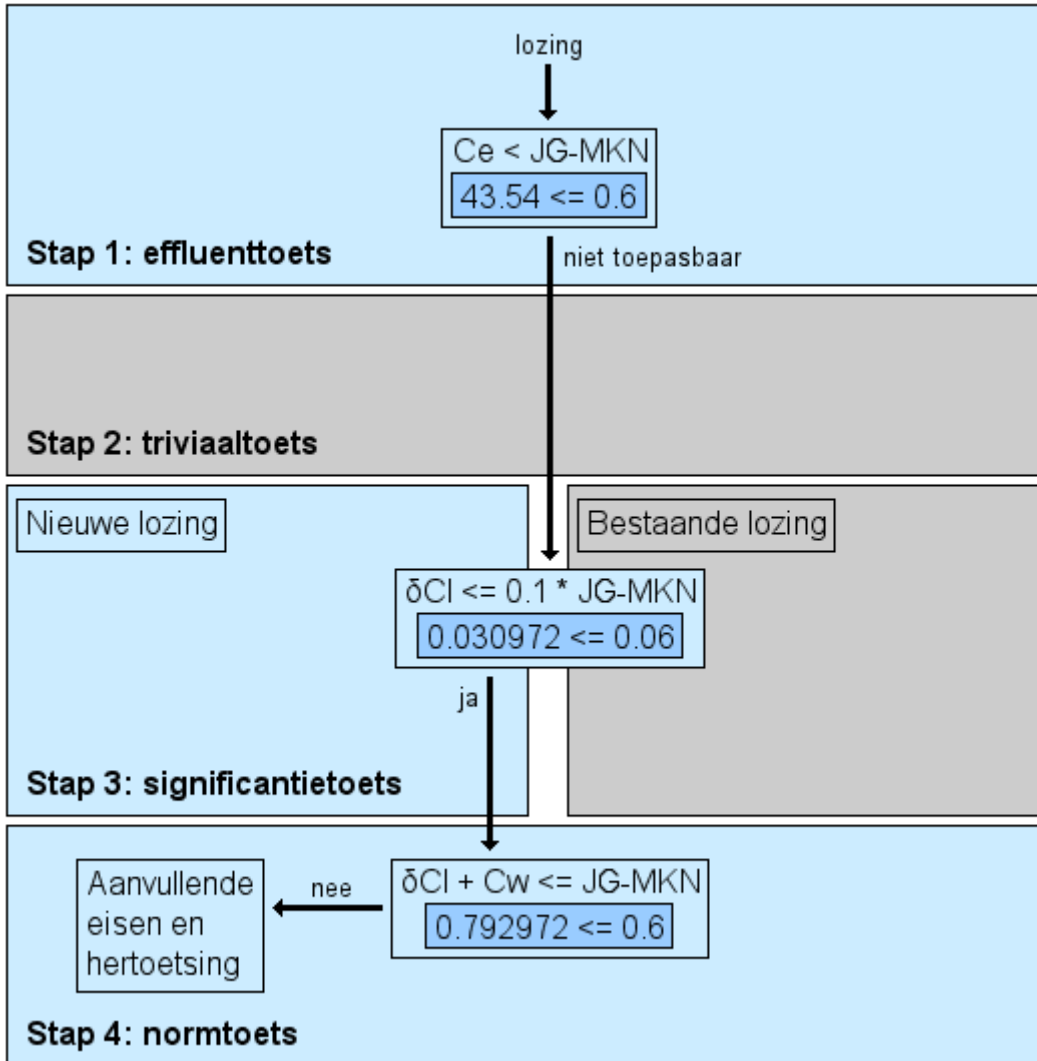 lozing
Ce < JG-MKN
43.54 <= 0.6
niet toepasbaar
Stap 1: effluenttoets
Stap 2: triviaaltoets
Nieuwe lozing
Bestaande lozing
δCl <= 0.1 * JG-MKN
0.030972 <= 0.06
ja
Stap 3: significantietoets
δCl + Cw <= JG-MKN
0.792972 <= 0.6
nee
Aanvullende
eisen en
hertoetsing
Stap 4: normtoets